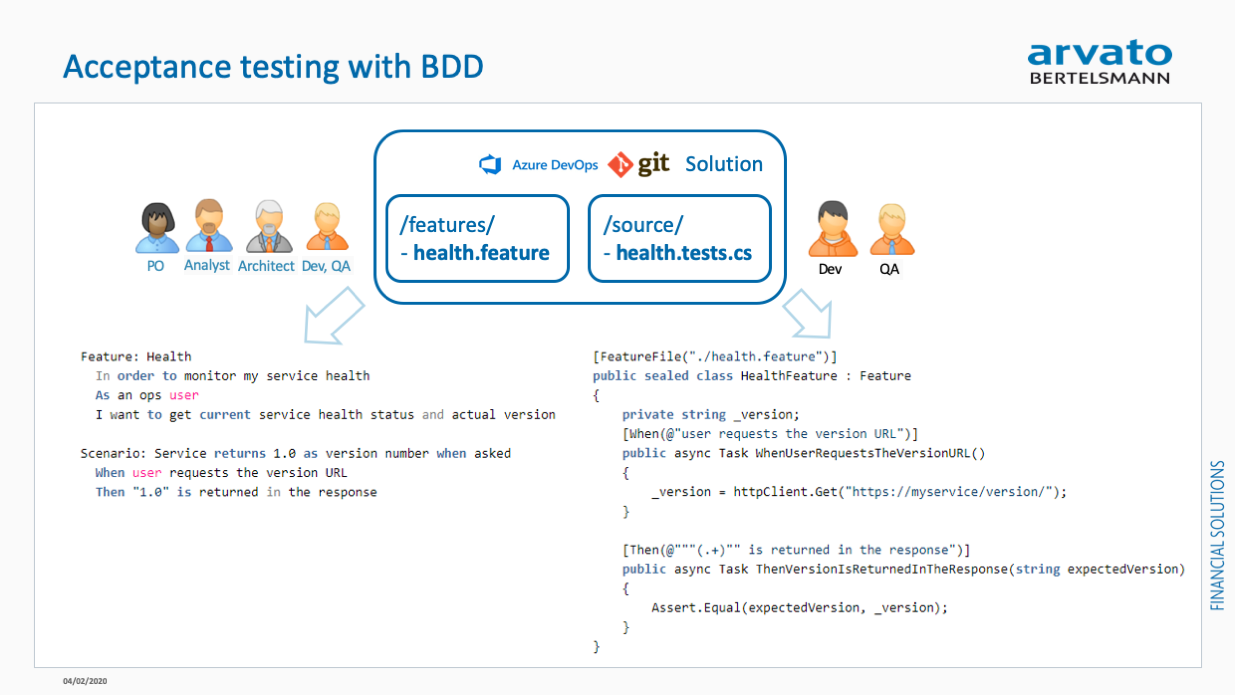 Acceptance testing with BDD
arvato
BERTELSMANN
Azure DevOps git Solution
/features/
- health.feature
/source/
- health.tests.cs
PO Analyst Architect Dev, QA
Dev QA
Feature: Health
In order to monitor my service health
As an ops user
I want to get current service health status and actual version
Scenario: Service returns 1.0 as version number when asked
When user requests the version URL
Then "1.0" is returned in the response
[FeatureFile("./health.feature")]
public sealed class HealthFeature : Feature
{
private string _version;
[When(@"user requests the version URL")]
public async Task WhenUserRequestsTheVersionURL()
{
_version = httpClient.Get("https://myservice/version/");
}
[Then(@"""(.+)"" is returned in the response")]
public async Task ThenVersionIsReturnedInTheResponse(string expectedVersion)
{
Assert.Equal(expectedVersion, _version);
}
}
FINANCIAL SOLUTIONS
04/02/2020